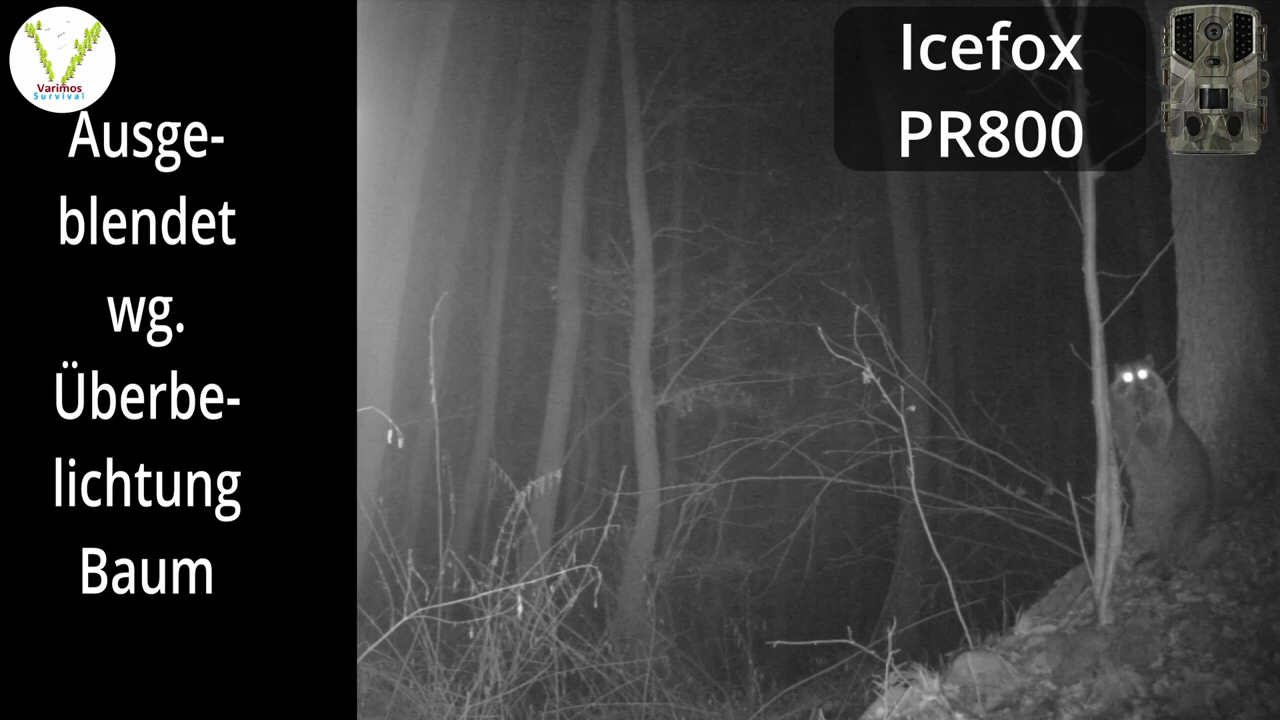 Varimos
Survival
Ausge-
blendet
wg.
Überbe-
lichtung
Baum
Icefox
PR800